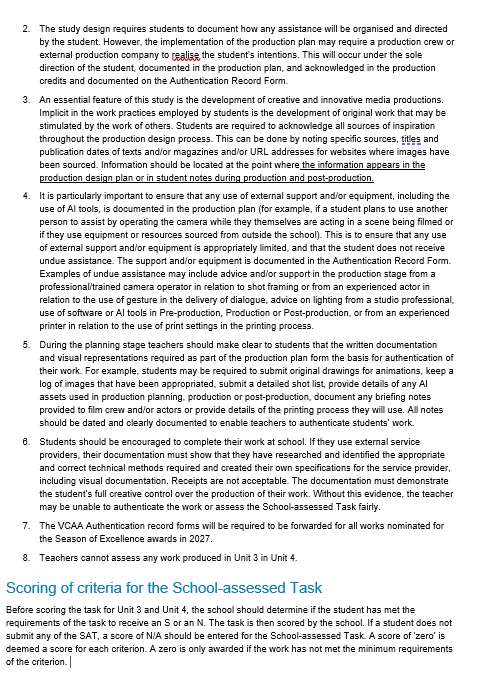 2. The study design requires students to document how any assistance will be organised and directed
by the student. However, the implementation of the production plan may require a production crew or
external production company to realise the student's intentions. This will occur under the sole
direction of the student, documented in the production plan, and acknowledged in the production
credits and documented on the Authentication Record Form.
3. An essential feature of this study is the development of creative and innovative media productions.
Implicit in the work practices employed by students is the development of original work that may be
stimulated by the work of others. Students are required to acknowledge all sources of inspiration
throughout the production design process. This can be done by noting specific sources, titles and
publication dates of texts and/or magazines and/or URL addresses for websites where images have
been sourced. Information should be located at the point where the information appears in the
production design plan or in student notes during production and post-production.
4. It is particularly important to ensure that any use of external support and/or equipment, including the
use of AI tools, is documented in the production plan (for example, if a student plans to use another
person to assist by operating the camera while they themselves are acting in a scene being filmed or
if they use equipment or resources sourced from outside the school). This is to ensure that any use
of external support and/or equipment is appropriately limited, and that the student does not receive
undue assistance. The support and/or equipment is documented in the Authentication Record Form.
Examples of undue assistance may include advice and/or support in the production stage from a
professional/trained camera operator in relation to shot framing or from an experienced actor in
relation to the use of gesture in the delivery of dialogue, advice on lighting from a studio professional,
use of software or AI tools in Pre-production, Production or Post-production, or from an experienced
printer in relation to the use of print settings in the printing process.
5. During the planning stage teachers should make clear to students that the written documentation
and visual representations required as part of the production plan form the basis for authentication of
their work. For example, students may be required to submit original drawings for animations, keep a
log of images that have been appropriated, submit a detailed shot list, provide details of any AI
assets used in production planning, production or post-production, document any briefing notes
provided to film crew and/or actors or provide details of the printing process they will use. All notes
should be dated and clearly documented to enable teachers to authenticate students' work.
6. Students should be encouraged to complete their work at school. If they use external service
providers, their documentation must show that they have researched and identified the appropriate
and correct technical methods required and created their own specifications for the service provider,
including visual documentation. Receipts are not acceptable. The documentation must demonstrate
the student's full creative control over the production of their work. Without this evidence, the teacher
may be unable to authenticate the work or assess the School-assessed Task fairly.
7. The VCAA Authentication record forms will be required to be forwarded for all works nominated for
the Season of Excellence awards in 2027.
8. Teachers cannot assess any work produced in Unit 3 in Unit 4.
Scoring of criteria for the School-assessed Task
Before scoring the task for Unit 3 and Unit 4, the school should determine if the student has met the
requirements of the task to receive an S or an N. The task is then scored by the school. If a student does not
submit any of the SAT, a score of N/A should be entered for the School-assessed Task. A score of 'zero' is
deemed a score for each criterion. A zero is only awarded if the work has not met the minimum requirements
of the criterion.